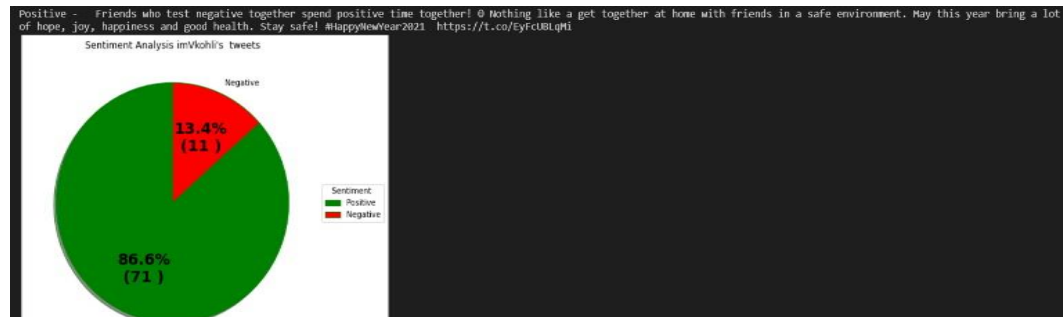 Positive - Friends who test negative together spend positive time together! 0 Nothing like a get together at home with friends in a safe environment. May this year bring a lot
of hope, joy, happiness and good health. Stay safe! #HappyNewYear2021 https://t.co/EyFcUBLqMi
Sentiment Analysis imVkohli's tweets
Negative
13.4%
(11 )
Sentiment
Positive
Negative
86.6%
(71 )